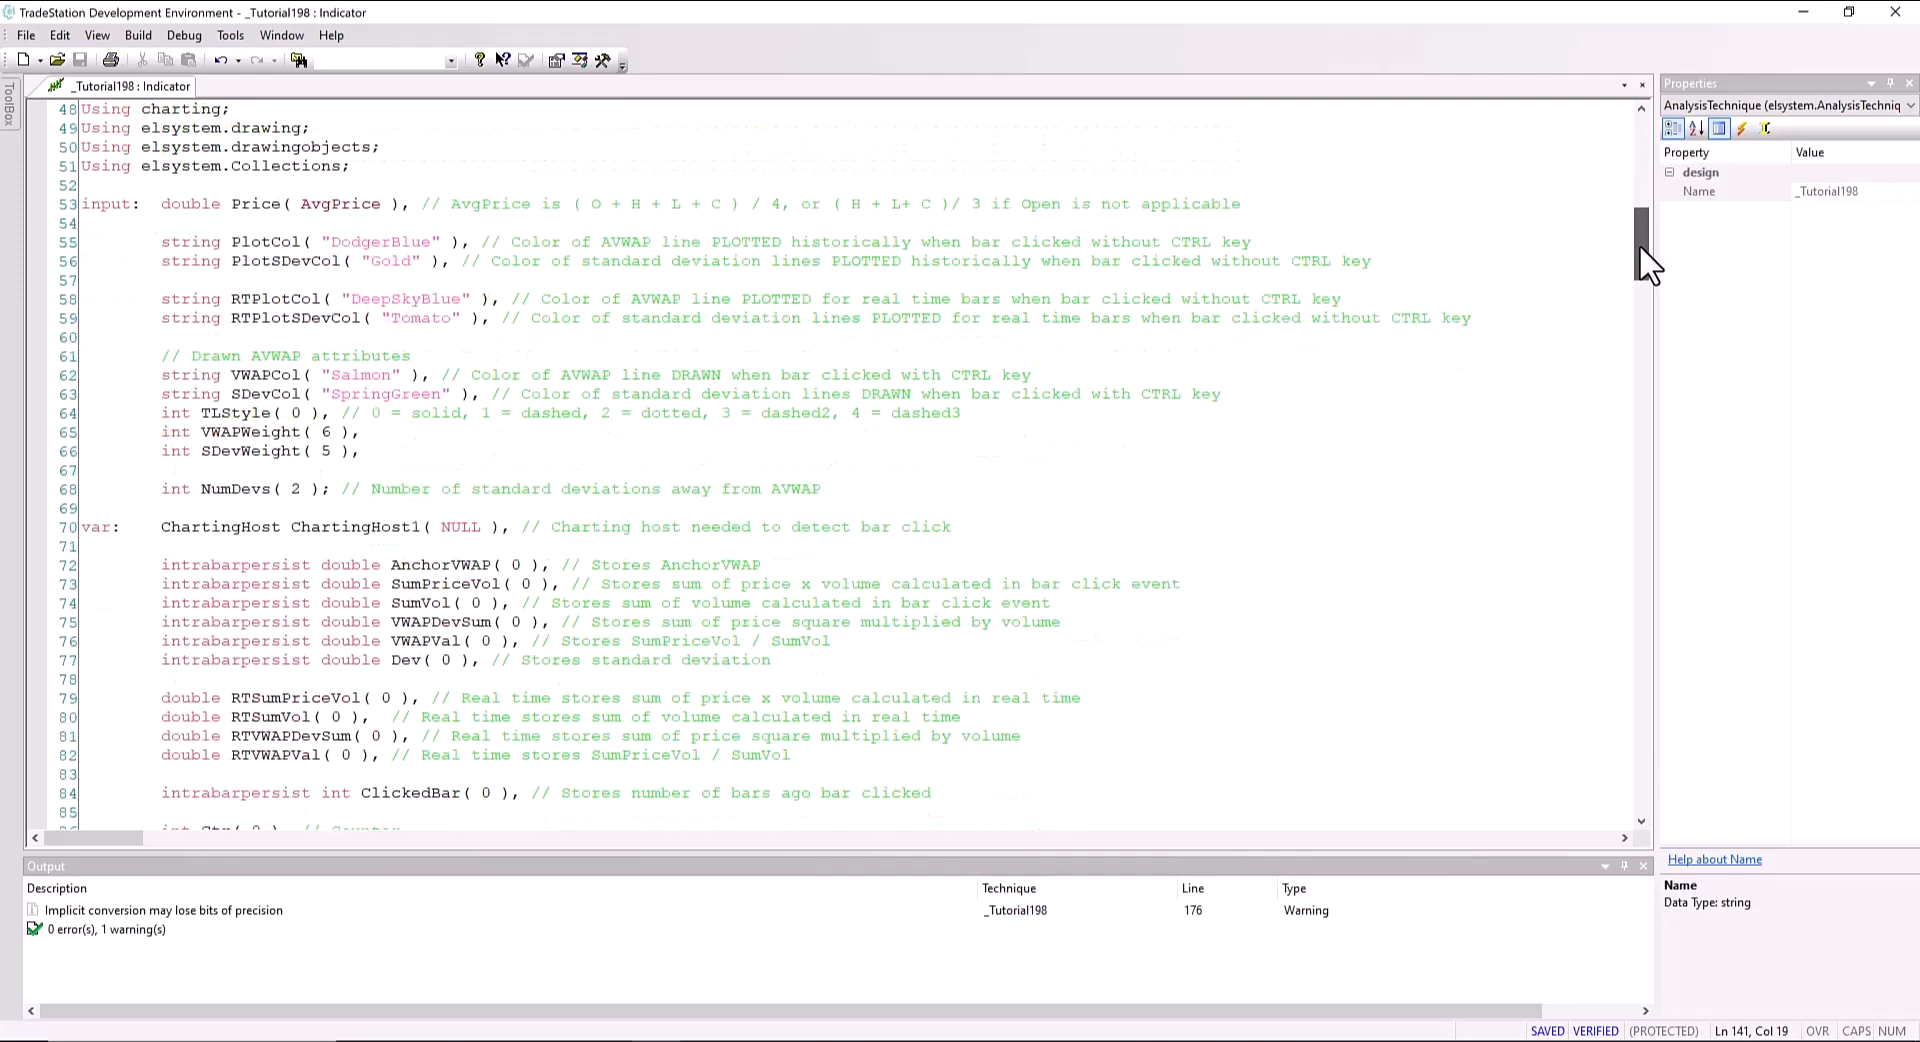 TradeStation Development Environment - _Tutorial198 : Indicator
File Edit View Build Debug Tools Window Help
ToolBox
_Tutorial198 : Indicator
48 Using charting;
49 Using elsystem.drawing;
50 Using elsystem.drawingobjects;
51 Using elsystem.Collections;
52
53 input: double Price( AvgPrice ), // AvgPrice is ( O + H + L + C ) / 4, or ( H + L+ C )/ 3 if Open is not applicable
54
55 string PlotCol( "DodgerBlue" ), // Color of AVWAP line PLOTTED historically when bar clicked without CTRL key
56 string PlotSDevCol( "Gold" ), // Color of standard deviation lines PLOTTED historically when bar clicked without CTRL key
57
58 string RTPlotCol( "DeepSkyBlue" ), // Color of AVWAP line PLOTTED for real time bars when bar clicked without CTRL key
59 string RTPlotSDevCol( "Tomato" ), // Color of standard deviation lines PLOTTED for real time bars when bar clicked without CTRL key
60
61 // Drawn AVWAP attributes
62 string VWAPCol( "Salmon" ), // Color of AVWAP line DRAWN when bar clicked with CTRL key
63 string SDevCol( "SpringGreen" ), // Color of standard deviation lines DRAWN when bar clicked with CTRL key
64 int TLStyle( 0 ), // 0 = solid, 1 = dashed, 2 = dotted, 3 = dashed2, 4 = dashed3
65 int VWAPWeight( 6 ),
66 int SDevWeight( 5 ),
67
68 int NumDevs( 2 ); // Number of standard deviations away from AVWAP
69
70 var: ChartingHost ChartingHost1( NULL ), // Charting host needed to detect bar click
71
72 intrabarpersist double AnchorVWAP( 0 ), // Stores AnchorVWAP
73 intrabarpersist double SumPriceVol( 0 ), // Stores sum of price x volume calculated in bar click event
74 intrabarpersist double SumVol( 0 ), // Stores sum of volume calculated in bar click event
75 intrabarpersist double VWAPDevSum( 0 ), // Stores sum of price square multiplied by volume
76 intrabarpersist double VWAPVal( 0 ), // Stores SumPriceVol / SumVol
77 intrabarpersist double Dev( 0 ), // Stores standard deviation
78
79 double RTSumPriceVol( 0 ), // Real time stores sum of price x volume calculated in real time
80 double RTSumVol( 0 ), // Real time stores sum of volume calculated in real time
81 double RTVWAPDevSum( 0 ), // Real time stores sum of price square multiplied by volume
82 double RTVWAPVal( 0 ), // Real time stores SumPriceVol / SumVol
83
84 intrabarpersist int ClickedBar( 0 ), // Stores number of bars ago bar clicked
85
Properties
AnalysisTechnique (elsystem.AnalysisTechniq
Property Value
design
Name _Tutorial198
Help about Name
Name
Data Type: string
Output
Description Technique Line Type
Implicit conversion may lose bits of precision _Tutorial198 176 Warning
0 error(s), 1 warning(s)
SAVED VERIFIED (PROTECTED) Ln 141, Col 19 OVR CAPS NUM